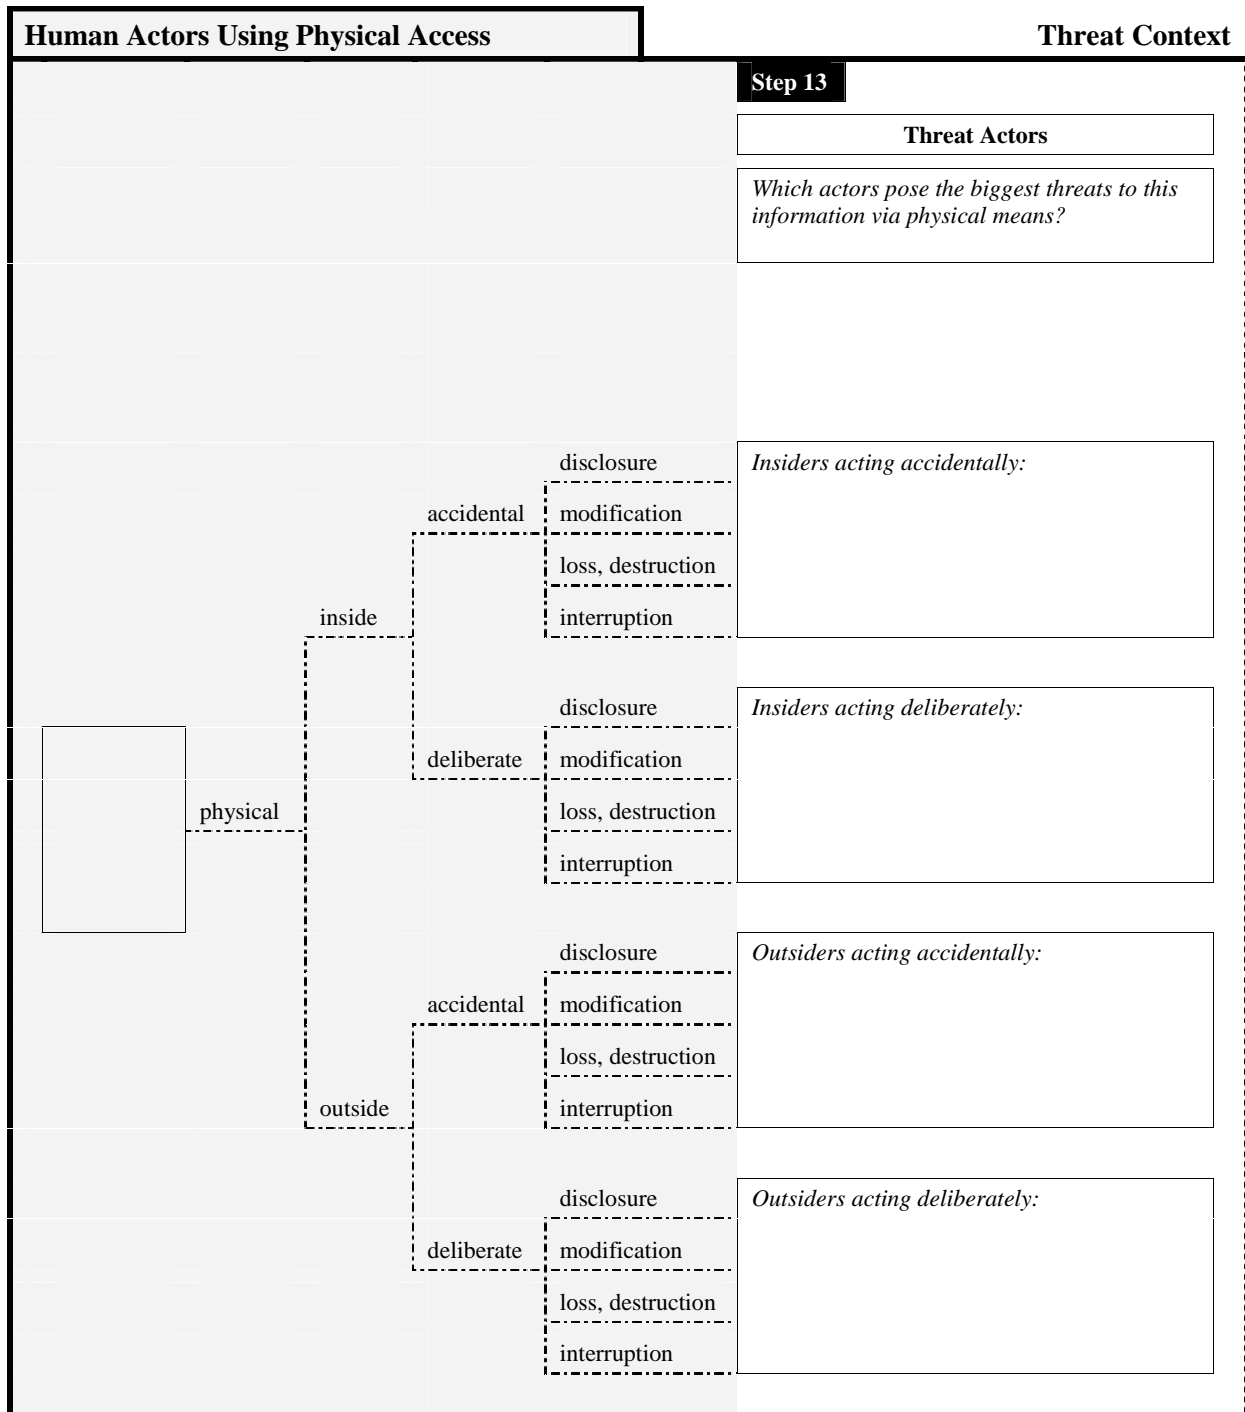 Human Actors Using Physical Access
Threat Context
Step 13
Threat Actors
Which actors pose the biggest threats to this
information via physical means?
disclosure
Insiders acting accidentally:
accidental
modification
loss, destruction
inside
interruption
disclosure
Insiders acting deliberately:
deliberate
modification
physical
loss, destruction
interruption
disclosure
Outsiders acting accidentally:
accidental
modification
loss, destruction
outside
interruption
disclosure
Outsiders acting deliberately:
deliberate
modification
loss, destruction
interruption